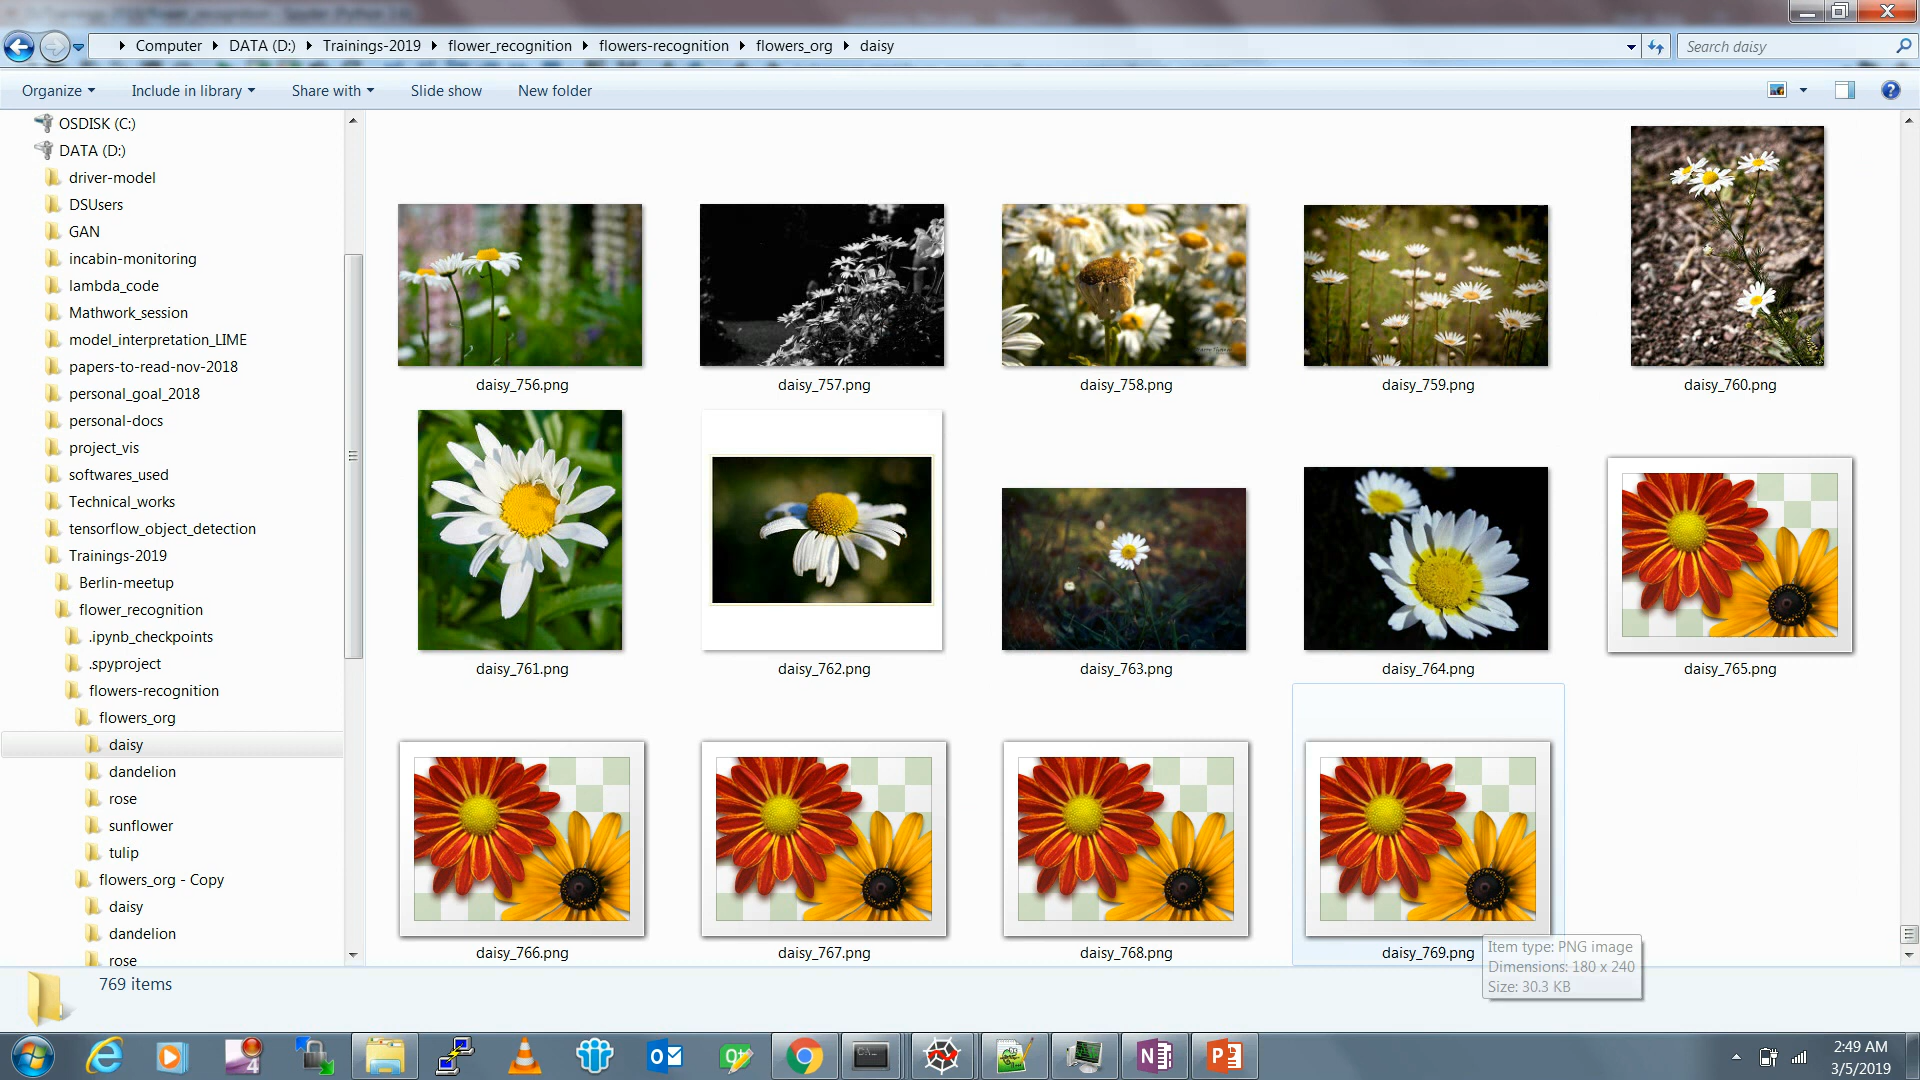 Computer DATA (D:) Trainings-2019 flower_recognition flowers-recognition flowers_org daisy
Search daisy
Organize Include in library Share with Slide show New folder
OSDISK (C:)
DATA (D:)
driver-model
DSUsers
GAN
incabin-monitoring
lambda_code
Mathwork_session
model_interpretation_LIME
papers-to-read-nov-2018
personal_goal_2018
personal-docs
project_vis
softwares_used
Technical_works
tensorflow_object_detection
Trainings-2019
Berlin-meetup
flower_recognition
.ipynb_checkpoints
.spyproject
flowers-recognition
flowers_org
daisy
dandelion
rose
sunflower
tulip
flowers_org - Copy
daisy
dandelion
rose
daisy_756.png daisy_757.png daisy_758.png daisy_759.png daisy_760.png
daisy_761.png daisy_762.png daisy_763.png daisy_764.png daisy_765.png
daisy_766.png daisy_767.png daisy_768.png daisy_769.png
Item type: PNG image
Dimensions: 180 x 240
Size: 30.3 KB
769 items
2:49 AM
3/5/2019